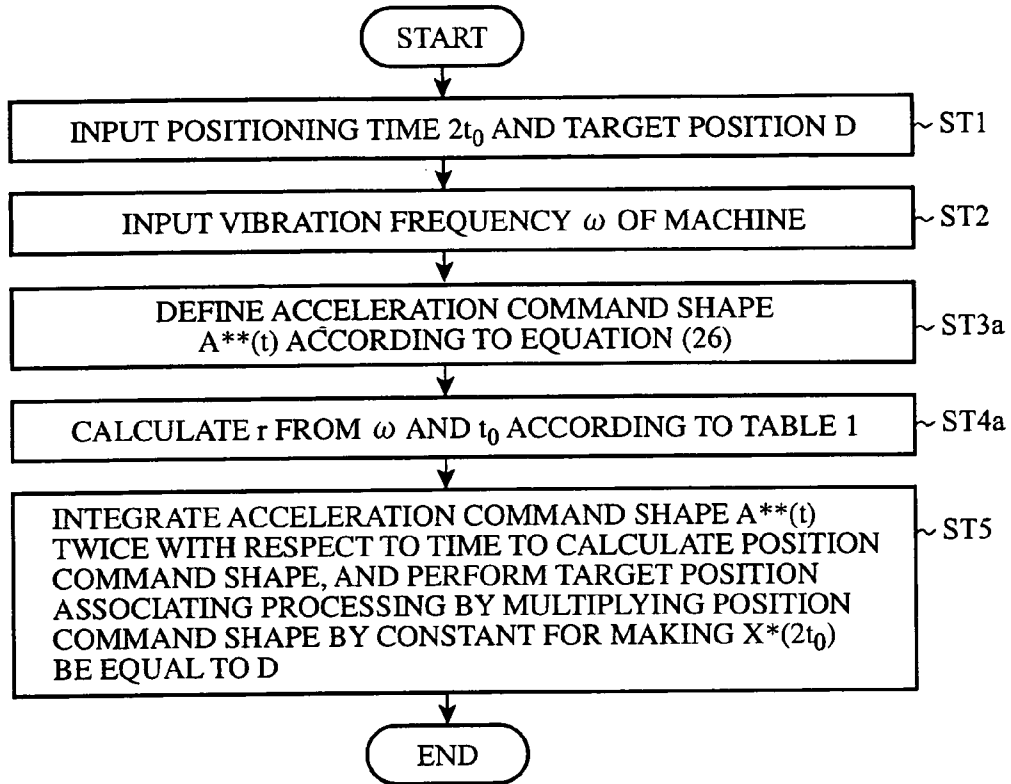 START
INPUT POSITIONING TIME 2t₀ AND TARGET POSITION D
ST1
INPUT VIBRATION FREQUENCY ω OF MACHINE
ST2
DEFINE ACCELERATION COMMAND SHAPE
A**(t) ACCORDING TO EQUATION (26)
ST3a
CALCULATE r FROM ω AND t₀ ACCORDING TO TABLE 1
ST4a
INTEGRATE ACCELERATION COMMAND SHAPE A**(t)
TWICE WITH RESPECT TO TIME TO CALCULATE POSITION
COMMAND SHAPE, AND PERFORM TARGET POSITION
ASSOCIATING PROCESSING BY MULTIPLYING POSITION
COMMAND SHAPE BY CONSTANT FOR MAKING X*(2t₀)
BE EQUAL TO D
ST5
END